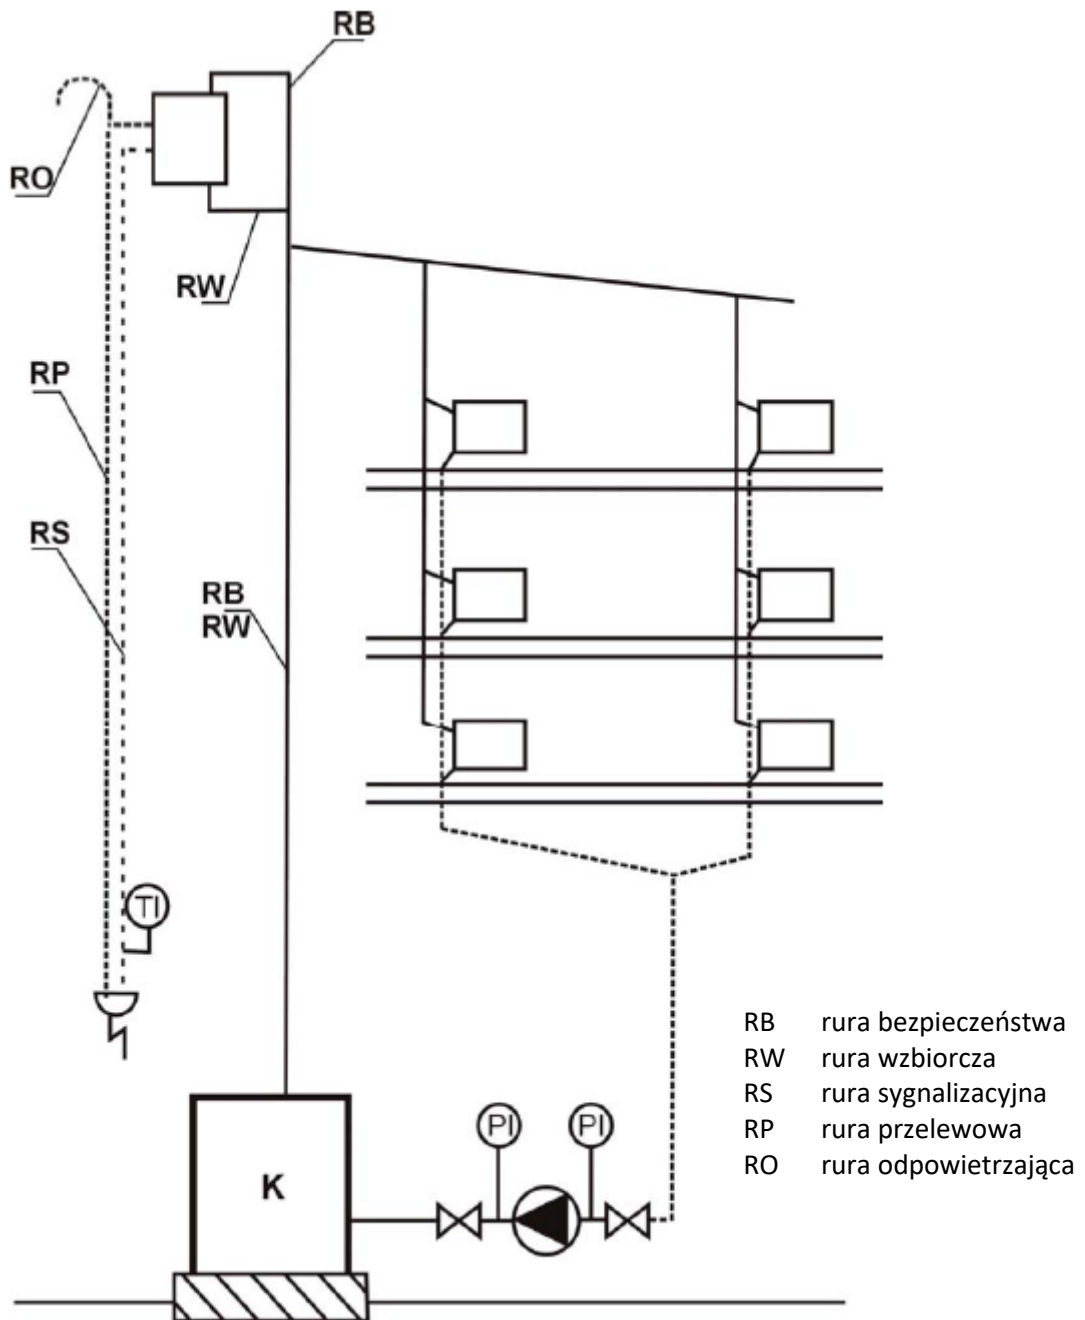 RB
RO
RW
RP
RS
RB
RW
TI
PI PI
K
RB rura bezpieczeństwa
RW rura wzbiorcza
RS rura sygnalizacyjna
RP rura przelewowa
RO rura odpowietrzająca